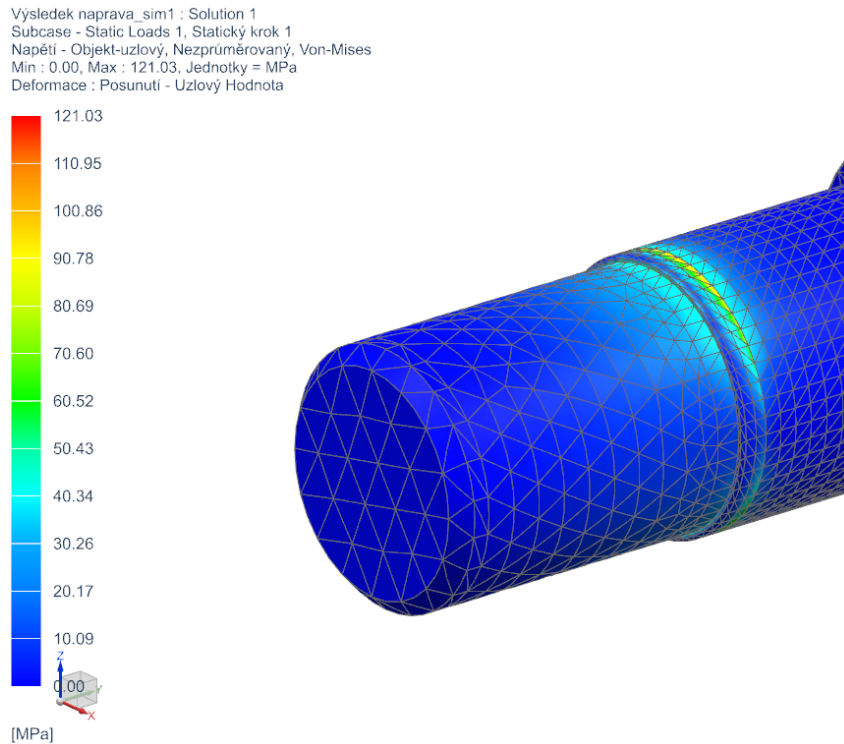 Výsledek naprava_sim1 : Solution 1
Subcase - Static Loads 1, Statický krok 1
Napětí - Objekt-uzlový, Nezprůměrovaný, Von-Mises
Min : 0.00, Max : 121.03, Jednotky = MPa
Deformace : Posunutí - Uzlový Hodnota
121.03
110.95
100.86
90.78
80.69
70.60
60.52
50.43
40.34
30.26
20.17
10.09
Z
0.00
Y
X
[MPa]